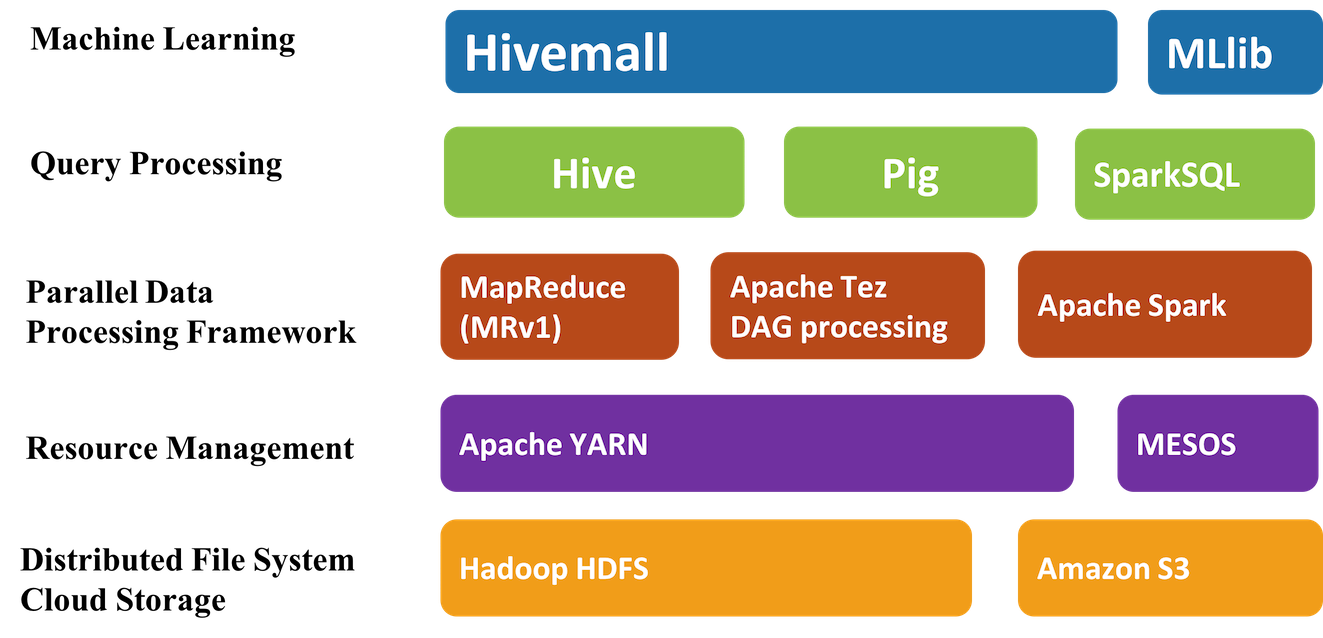 Machine Learning
Hivemall
MLlib
Query Processing
Hive
Pig
SparkSQL
Parallel Data
Processing Framework
MapReduce
(MRv1)
Apache Tez
DAG processing
Apache Spark
Resource Management
Apache YARN
MESOS
Distributed File System
Cloud Storage
Hadoop HDFS
Amazon S3